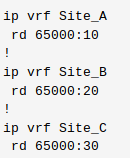 ip vrf Site_A
 rd 65000:10
!
ip vrf Site_B
 rd 65000:20
!
ip vrf Site_C
 rd 65000:30